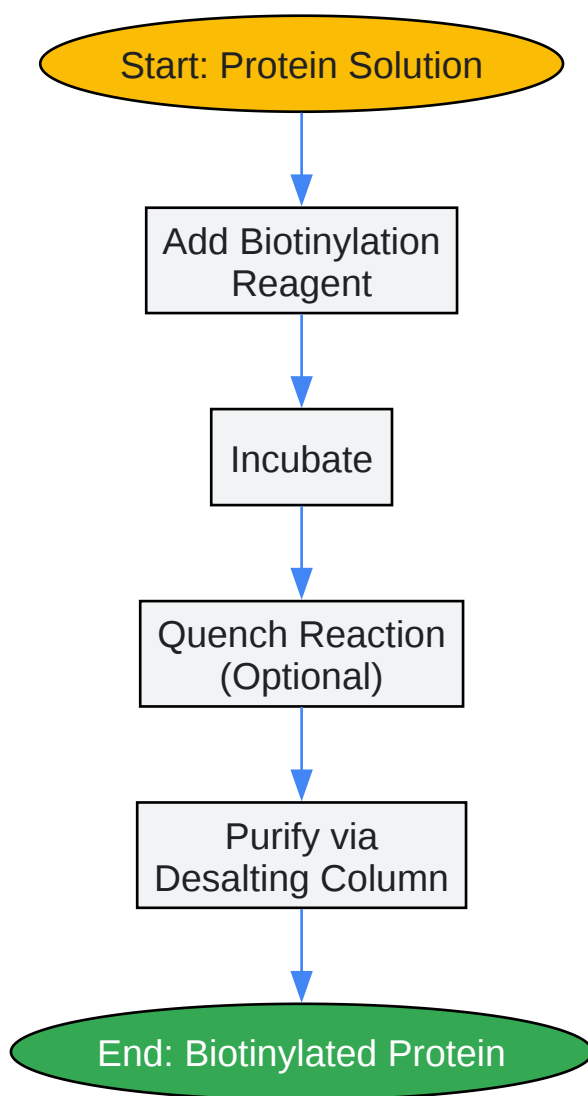 Start: Protein Solution
Add Biotinylation
Reagent
Incubate
Quench Reaction
(Optional)
Purify via
Desalting Column
End: Biotinylated Protein